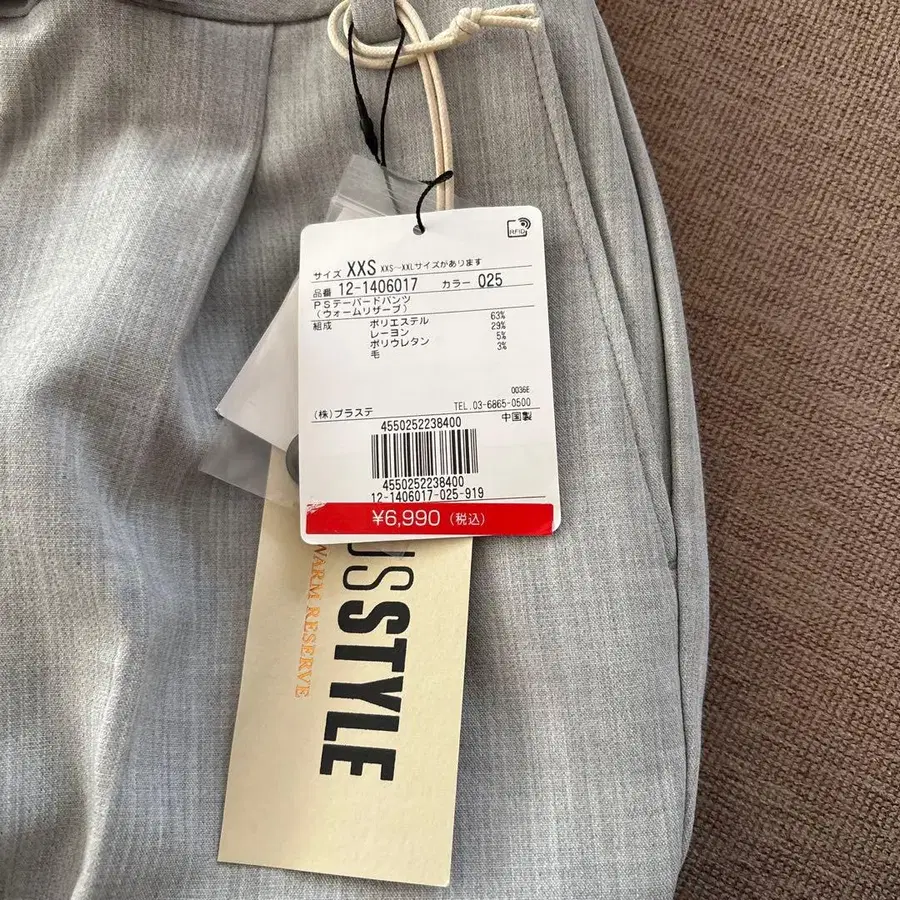 RFID
サイズ XXS XXS～XXLサイズがあります
品番 12-1406017 カラー 025
PSテーパードパンツ
(ウォームリザーブ)
組成 ポリエステル 63%
レーヨン 29%
ポリウレタン 5%
毛 3%
0036E
(株)プラステ TEL.03-6865-0500
中国製
4550252238400
4550252238400
12-1406017-025-919
¥6,990(税込)
USSTYLE
WARM RESERVE